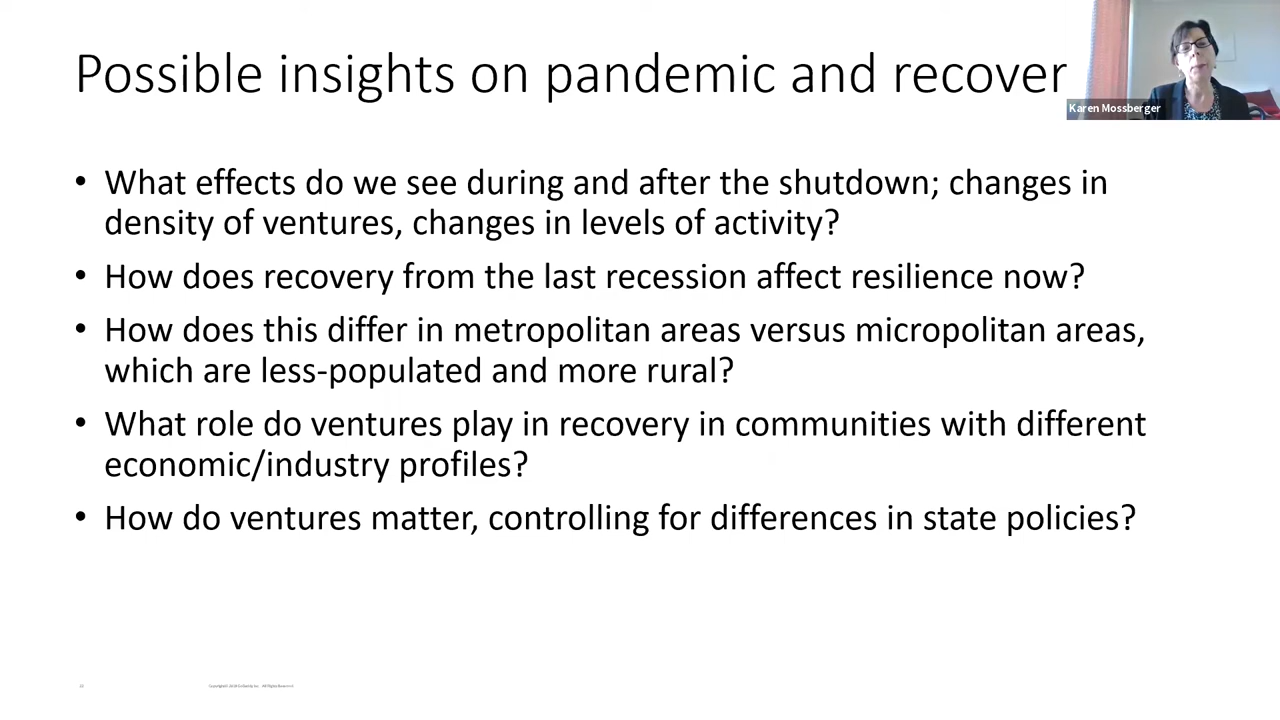 Possible insights on pandemic and recover
Karen Mossberger
• What effects do we see during and after the shutdown; changes in
density of ventures, changes in levels of activity?
• How does recovery from the last recession affect resilience now?
• How does this differ in metropolitan areas versus micropolitan areas,
which are less-populated and more rural?
• What role do ventures play in recovery in communities with different
economic/industry profiles?
• How do ventures matter, controlling for differences in state policies?
Inc. All Rights Reserved